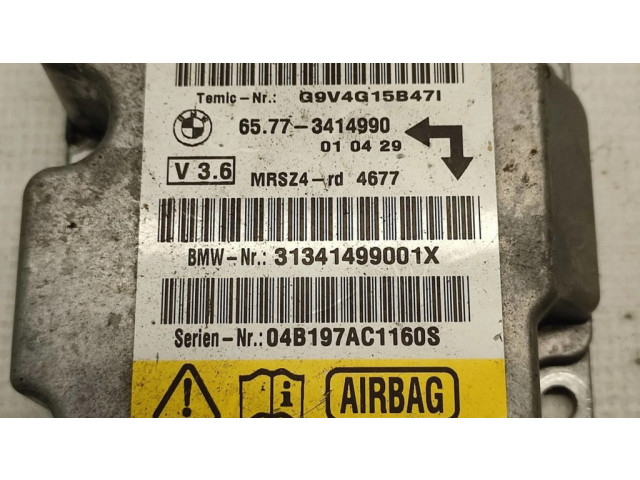 Temic-Nr.: G9V4G15B47I
65.77-3414990
01 04 29
V 3.6
MRSZ4-rd 4677
BMW-Nr.: 31341499001X
Serien-Nr.: 04B197AC1160S
AIRBAG